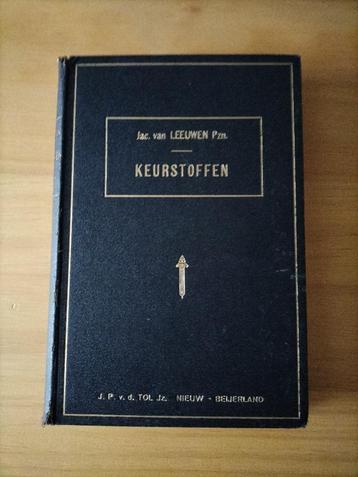 Jac. van LEEUWEN Pzn.
KEURSTOFFEN
J. P. v. d. TOL Jz. NIEUW - BEIJERLAND